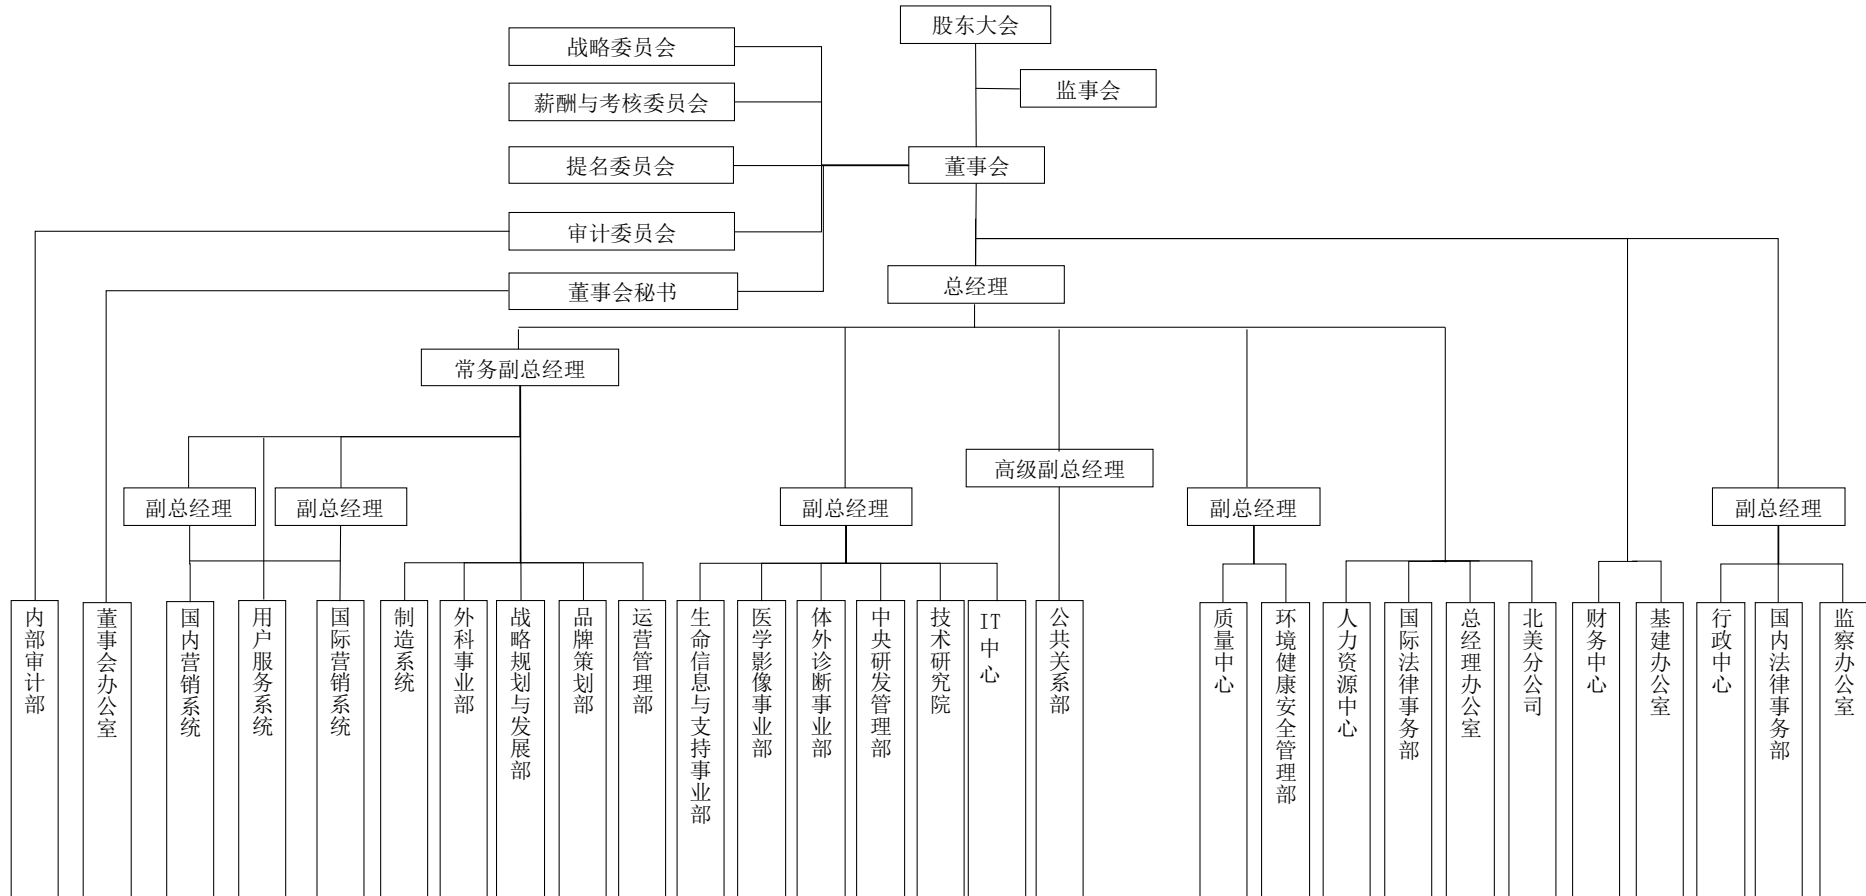 股东大会
战略委员会
监事会
薪酬与考核委员会
提名委员会
董事会
审计委员会
总经理
董事会秘书
常务副总经理
高级副总经理
副总经理
副总经理
副总经理
副总经理
副总经理
内部审计部
董事会办公室
国内营销系统
用户服务系统
国际营销系统
制造系统
外科事业部
战略规划与发展部
品牌策划部
运营管理部
生命信息与支持事业部
医学影像事业部
体外诊断事业部
中央研发管理部
技术研究院
IT中心
公共关系部
质量中心
环境健康安全管理部
人力资源中心
国际法律事务部
总经理办公室
北美分公司
财务中心
基建办公室
行政中心
国内法律事务部
监察办公室